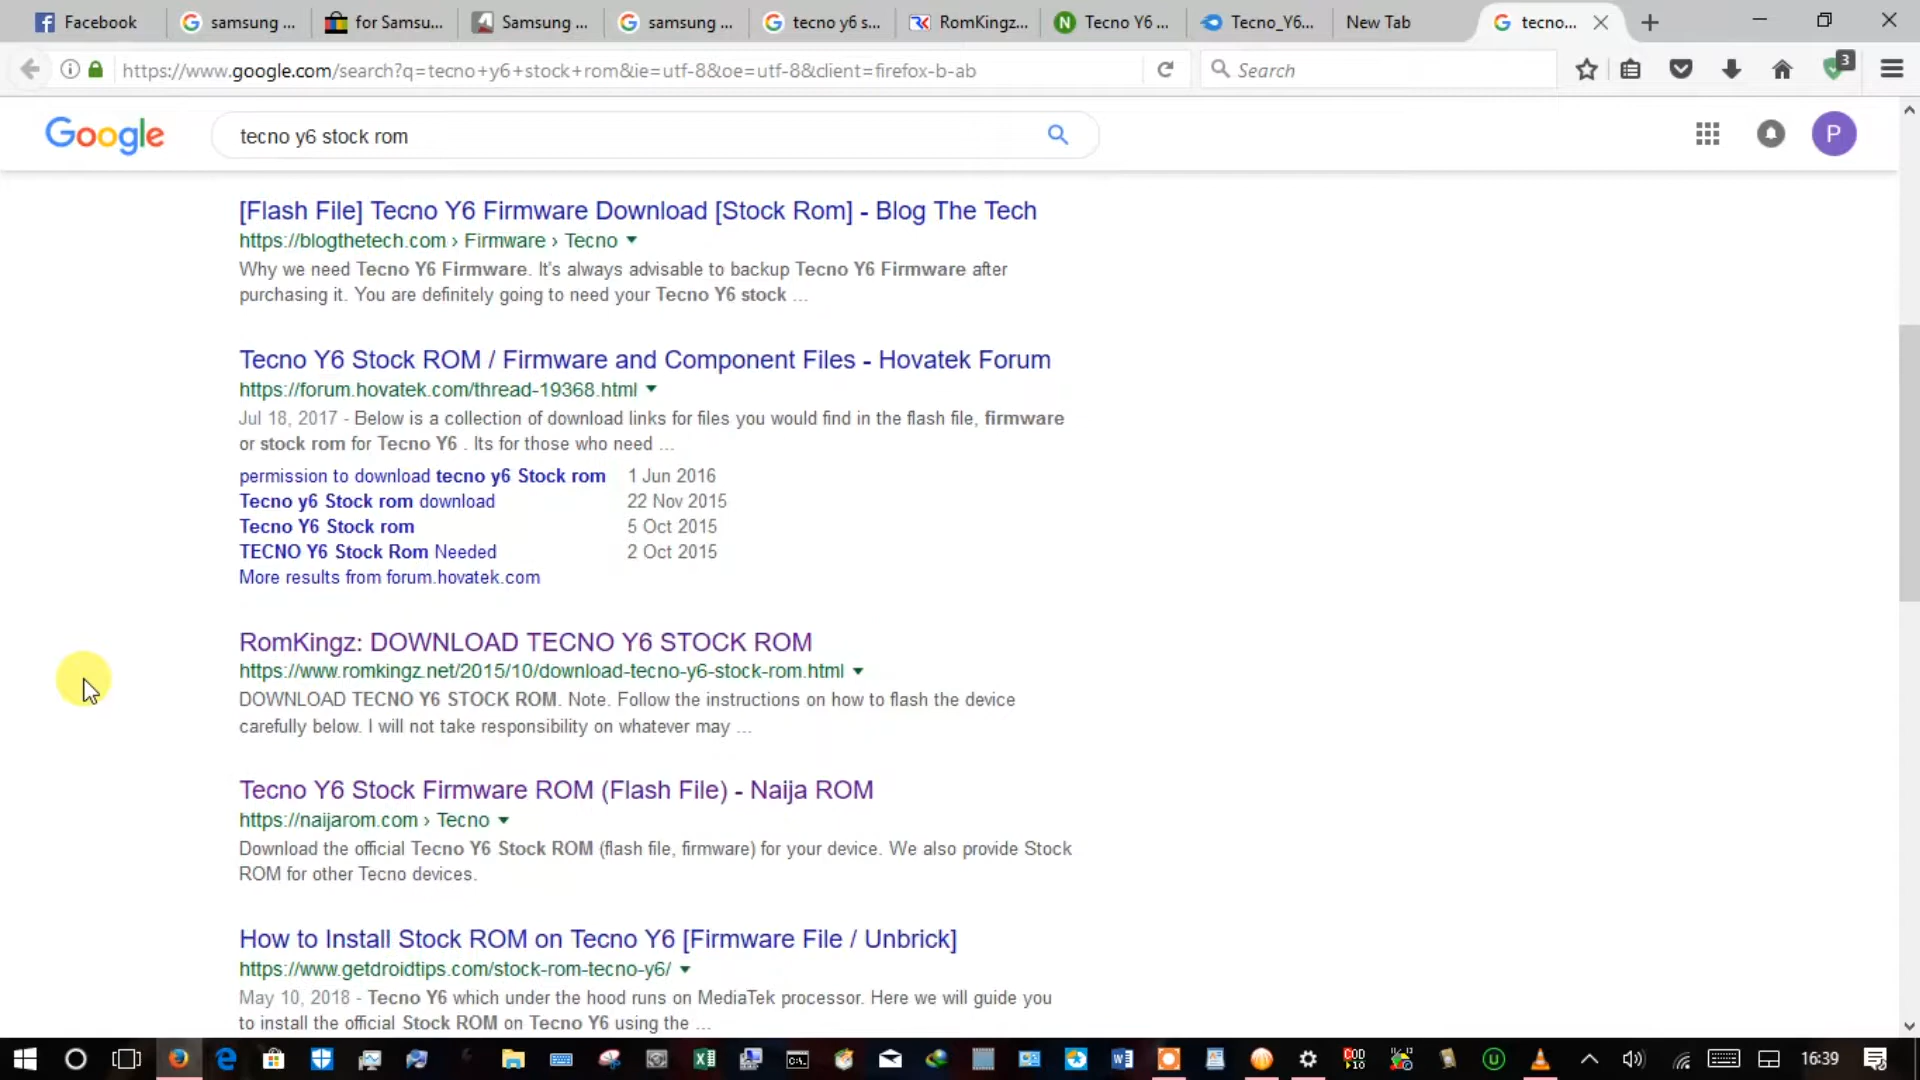 Facebook
samsung ...
for Samsu...
Samsung ...
samsung ...
tecno y6 s...
RomKingz...
Tecno Y6 ...
Tecno_Y6...
New Tab
tecno...
https://www.google.com/search?q=tecno+y6+stock+rom&ie=utf-8&oe=utf-8&client=firefox-b-ab
Search
3
Google
tecno y6 stock rom
P
[Flash File] Tecno Y6 Firmware Download [Stock Rom] - Blog The Tech
https://blogthetech.com › Firmware › Tecno
Why we need Tecno Y6 Firmware. It's always advisable to backup Tecno Y6 Firmware after
purchasing it. You are definitely going to need your Tecno Y6 stock ...
Tecno Y6 Stock ROM / Firmware and Component Files - Hovatek Forum
https://forum.hovatek.com/thread-19368.html
Jul 18, 2017 - Below is a collection of download links for files you would find in the flash file, firmware
or stock rom for Tecno Y6 . Its for those who need ...
permission to download tecno y6 Stock rom 1 Jun 2016
Tecno y6 Stock rom download 22 Nov 2015
Tecno Y6 Stock rom 5 Oct 2015
TECNO Y6 Stock Rom Needed 2 Oct 2015
More results from forum.hovatek.com
RomKingz: DOWNLOAD TECNO Y6 STOCK ROM
https://www.romkingz.net/2015/10/download-tecno-y6-stock-rom.html
DOWNLOAD TECNO Y6 STOCK ROM. Note. Follow the instructions on how to flash the device
carefully below. I will not take responsibility on whatever may ...
Tecno Y6 Stock Firmware ROM (Flash File) - Naija ROM
https://naijarom.com › Tecno
Download the official Tecno Y6 Stock ROM (flash file, firmware) for your device. We also provide Stock
ROM for other Tecno devices.
How to Install Stock ROM on Tecno Y6 [Firmware File / Unbrick]
https://www.getdroidtips.com/stock-rom-tecno-y6/
May 10, 2018 - Tecno Y6 which under the hood runs on MediaTek processor. Here we will guide you
to install the official Stock ROM on Tecno Y6 using the ...
16:39